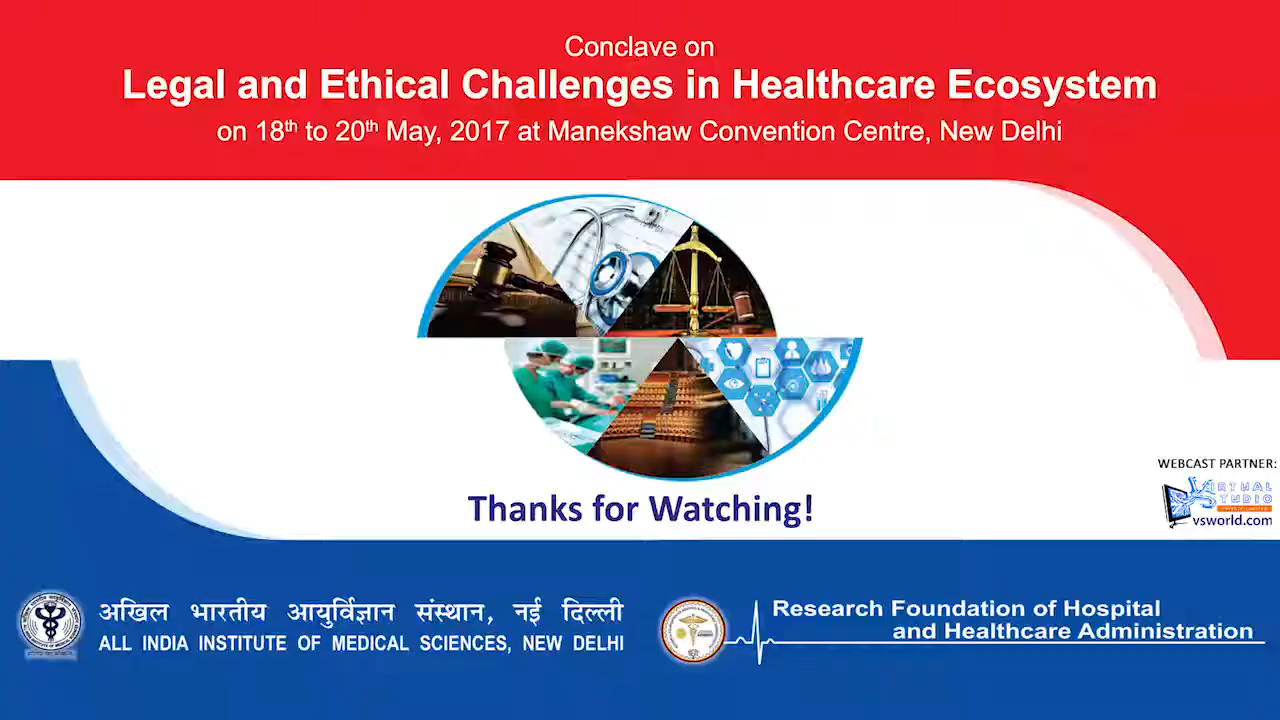 Conclave on
Legal and Ethical Challenges in Healthcare Ecosystem
on 18th to 20th May, 2017 at Manekshaw Convention Centre, New Delhi
Thanks for Watching!
WEBCAST PARTNER:
VIRTUAL
STUDIO
vsworld.com
अखिल भारतीय आयुर्विज्ञान संस्थान, नई दिल्ली
ALL INDIA INSTITUTE OF MEDICAL SCIENCES, NEW DELHI
Research Foundation of Hospital
and Healthcare Administration